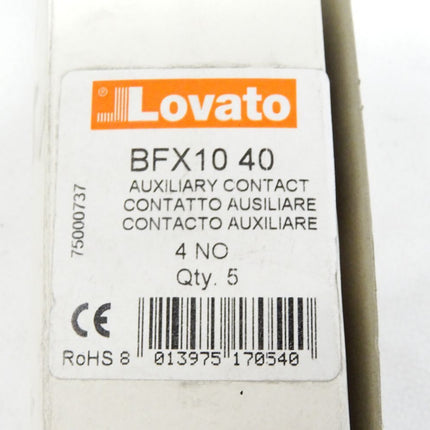 ® Lovato
BFX10 40
AUXILIARY CONTACT
CONTATTO AUSILIARE
CONTACTO AUXILIARE
4 NO
Qty. 5
75000737
CE
RoHS 8 013975 170540